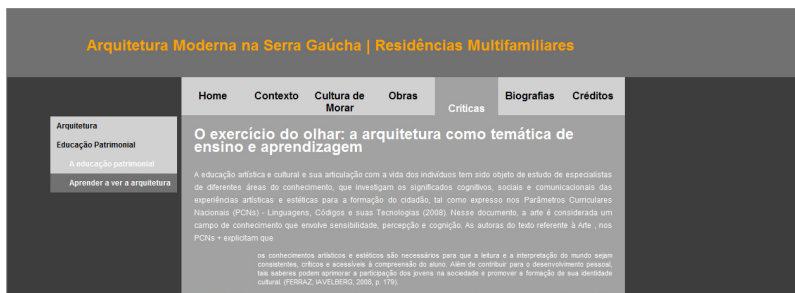 Arquitetura Moderna na Serra Gaúcha | Residências Multifamiliares
Home
Contexto
Cultura de
Morar
Obras
Críticas
Biografias
Créditos
Arquitetura
Educação Patrimonial
A educação patrimonial
Aprender a ver a arquitetura
O exercício do olhar: a arquitetura como temática de
ensino e aprendizagem
A educação artística e cultural e sua articulação com a vida dos indivíduos tem sido objeto de estudo de especialistas
de diferentes áreas do conhecimento, que investigam os significados cognitivos, sociais e comunicacionais das
experiências artísticas e estéticas para a formação do cidadão, tal como expresso nos Parâmetros Curriculares
Nacionais (PCNs) - Linguagens, Códigos e suas Tecnologias (2008). Nesse documento, a arte é considerada um
campo de conhecimento que envolve sensibilidade, percepção e cognição. As autoras do texto referente à Arte , nos
PCNs + explicitam que
os conhecimentos artísticos e estéticos são necessários para que a leitura e a interpretação do mundo sejam
consistentes, críticos e acessíveis à compreensão do aluno. Além de contribuir para o desenvolvimento pessoal,
tais saberes podem aprimorar a participação dos jovens na sociedade e promover a formação de sua identidade
cultural. (FERRAZ, IAVELBERG, 2008, p. 179).